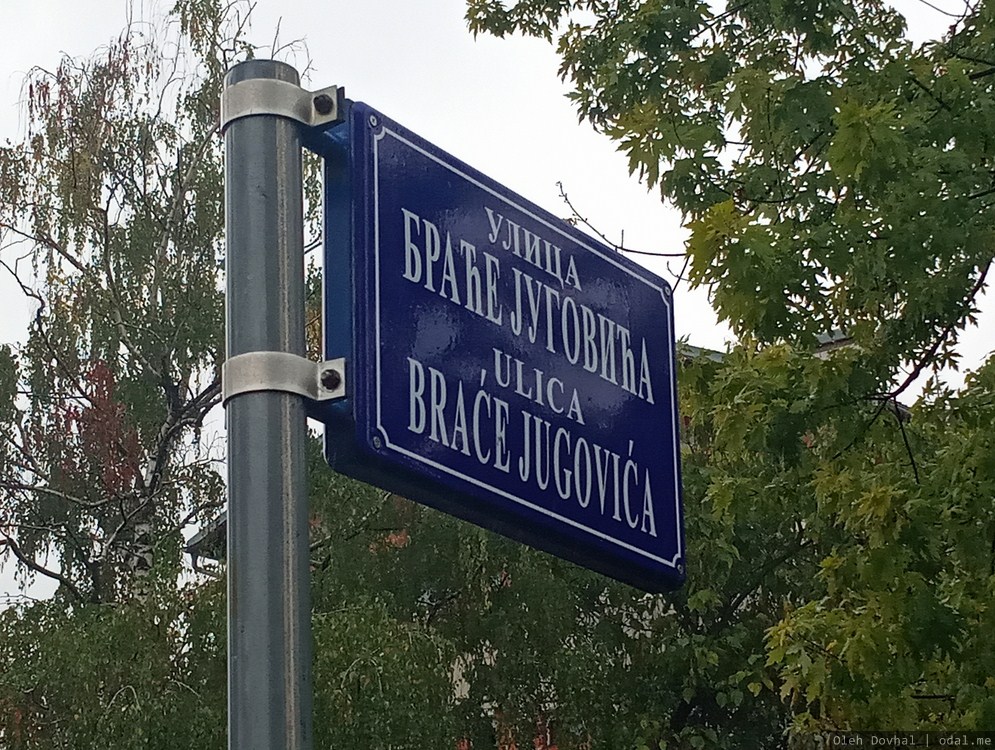 УЛИЦА
БРАЋЕ ЈУГОВИЋА
ULICA
BRAĆE JUGOVIĆA
Oleh Dovhal | odal.me